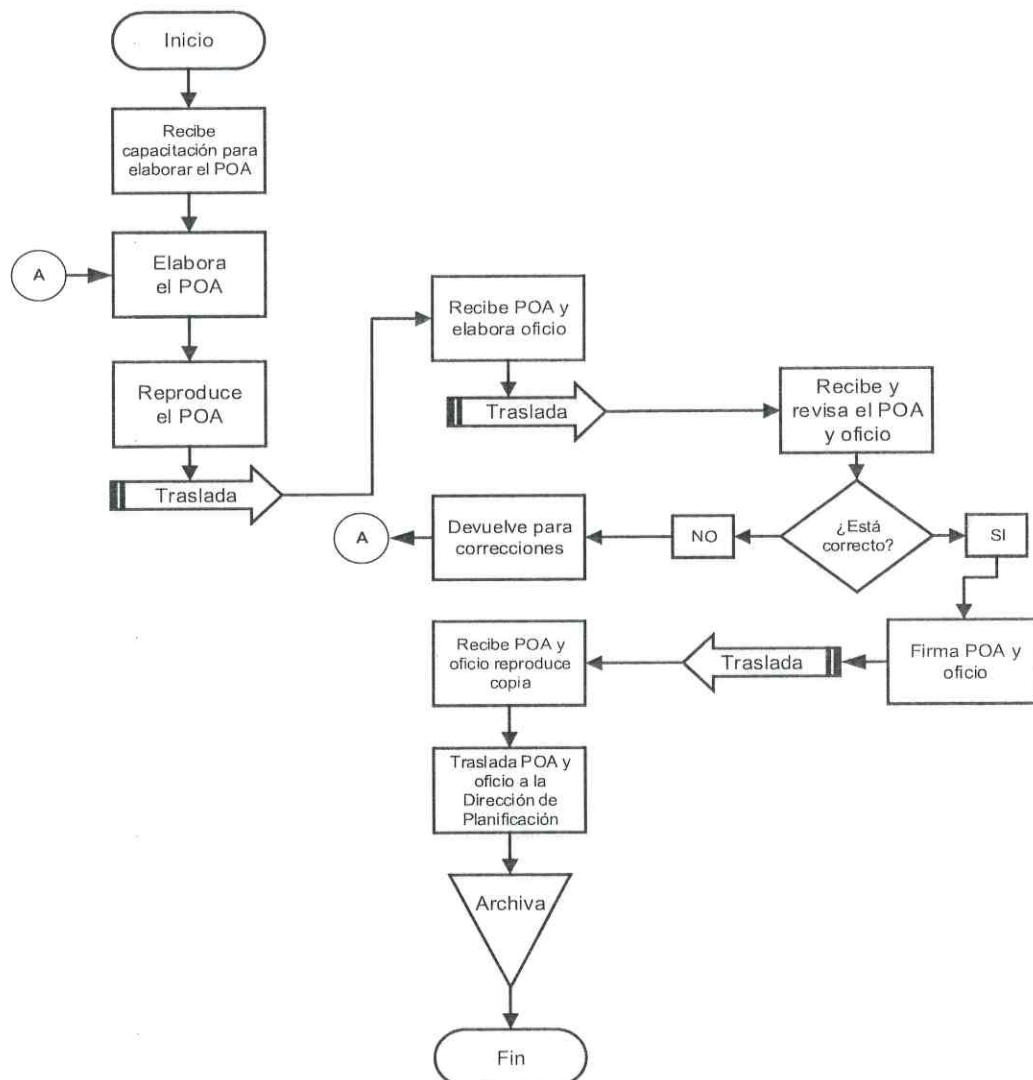 Inicio
Recibe
capacitación para
elaborar el POA
A
Elabora
el POA
Reproduce
el POA
Traslada
Recibe POA y
elabora oficio
Traslada
Recibe y
revisa el POA
y oficio
¿Está
correcto?
NO
SI
Devuelve para
correcciones
A
Firma POA y
oficio
Traslada
Recibe POA y
oficio reproduce
copia
Traslada POA y
oficio a la
Dirección de
Planificación
Archiva
Fin